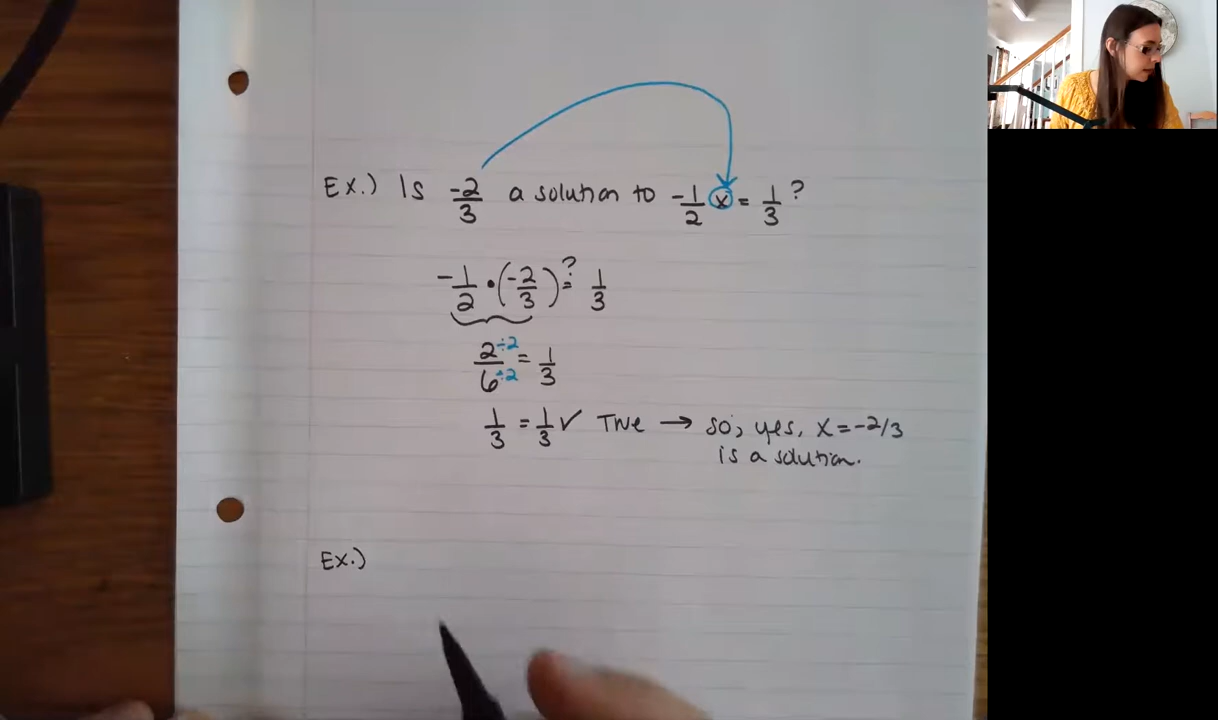 Ex.) Is -2/3 a solution to -1/2 x = 1/3 ?
-1/2 • (-2/3) ?= 1/3
2÷2/6÷2 = 1/3
1/3 = 1/3 ✓ True → so, yes, x = -2/3
is a solution.
Ex.)